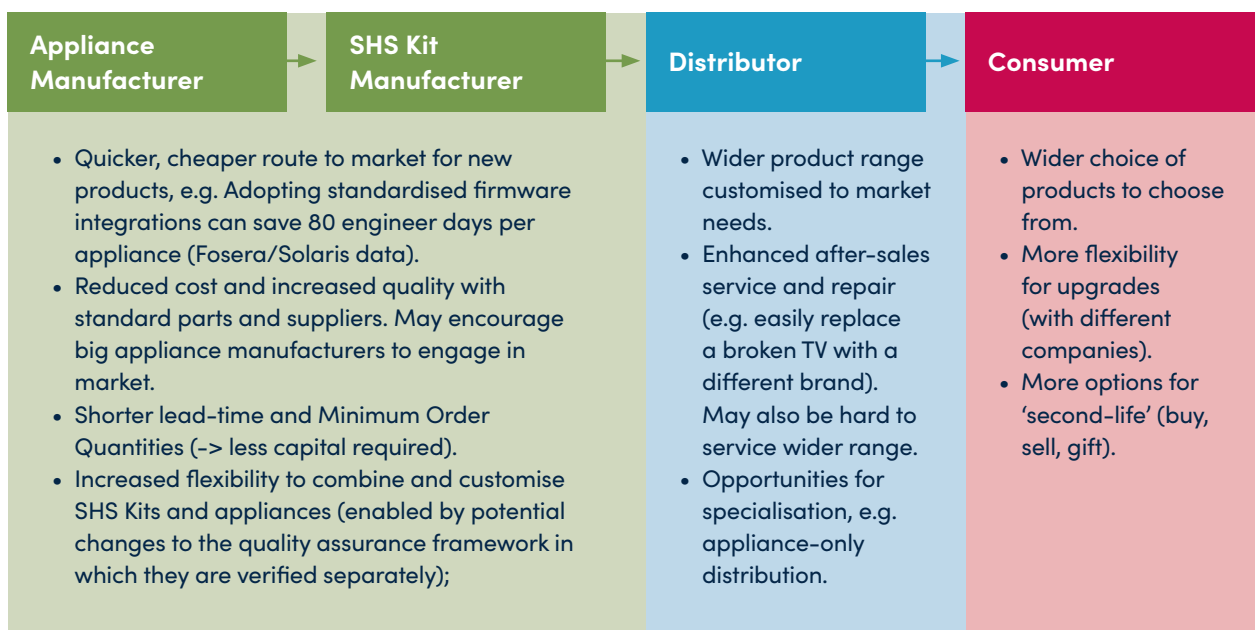 Appliance
Manufacturer
SHS Kit
Manufacturer
Distributor
Consumer
• Quicker, cheaper route to market for new
products, e.g. Adopting standardised firmware
integrations can save 80 engineer days per
appliance (Fosera/Solaris data).
• Reduced cost and increased quality with
standard parts and suppliers. May encourage
big appliance manufacturers to engage in
market.
• Shorter lead-time and Minimum Order
Quantities (-> less capital required).
• Increased flexibility to combine and customise
SHS Kits and appliances (enabled by potential
changes to the quality assurance framework in
which they are verified separately);
• Wider product range
customised to market
needs.
• Enhanced after-sales
service and repair
(e.g. easily replace
a broken TV with a
different brand).
May also be hard to
service wider range.
• Opportunities for
specialisation, e.g.
appliance-only
distribution.
• Wider choice of
products to choose
from.
• More flexibility
for upgrades
(with different
companies).
• More options for
‘second-life’ (buy,
sell, gift).